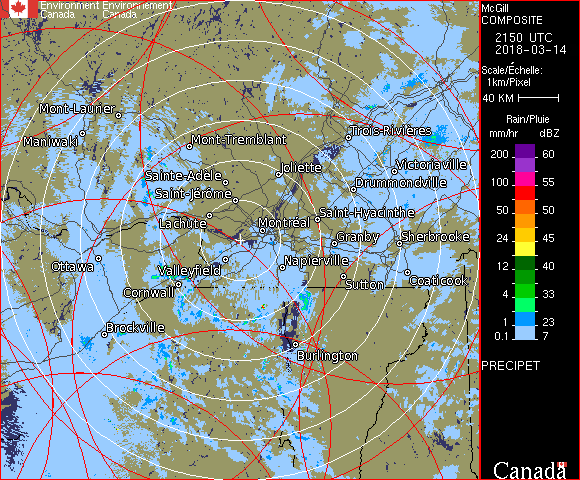 Environment Environnement
Canada Canada
McGill
COMPOSITE
2150 UTC
2018-03-14
Scale/Échelle:
1km/Pixel
40 KM
Rain/Pluie
mm/hr dBZ
200 60
100 55
50 50
24 45
12 40
4 33
1 23
0.1 7
PRECIPET
Canada
Mont-Laurier
Maniwaki
Mont-Tremblant
Trois-Rivières
Victoriaville
Joliette
Sainte-Adèle
Drummondville
Saint-Jérôme
Saint-Hyacinthe
Lachute
Montréal
Granby
Sherbrooke
Ottawa
Valleyfield
Napierville
Sutton
Coaticook
Cornwall
Brockville
Burlington